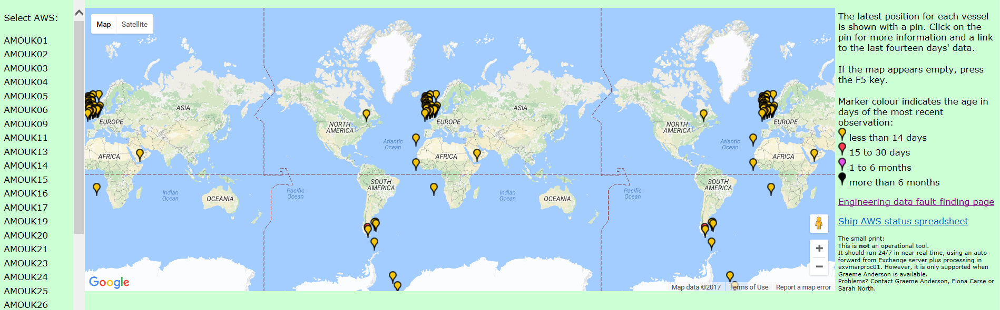 Select AWS:
AMOUK01
AMOUK02
AMOUK03
AMOUK04
AMOUK05
AMOUK06
AMOUK09
AMOUK11
AMOUK13
AMOUK14
AMOUK15
AMOUK16
AMOUK17
AMOUK19
AMOUK20
AMOUK21
AMOUK23
AMOUK24
AMOUK25
AMOUK26
Map Satellite
ASIA
EUROPE
AFRICA
Indian
Ocean
OCEANIA
NORTH
AMERICA
Atlantic
Ocean
Pacific
Ocean
SOUTH
AMERICA
ASIA
EUROPE
AFRICA
Indian
Ocean
OCEANIA
NORTH
AMERICA
Atlantic
Ocean
Pacific
Ocean
SOUTH
AMERICA
EUROPE
AFRICA
Google
Map data ©2017 Terms of Use Report a map error
The latest position for each vessel
is shown with a pin. Click on the
pin for more information and a link
to the last fourteen days' data.
If the map appears empty, press
the F5 key.
Marker colour indicates the age in
days of the most recent
observation:
less than 14 days
15 to 30 days
1 to 6 months
more than 6 months
Engineering data fault-finding page
Ship AWS status spreadsheet
The small print:
This is not an operational tool.
It should run 24/7 in near real time, using an auto-
forward from Exchange server plus processing in
exvmarproc01. However, it is only supported when
Graeme Anderson is available.
Problems? Contact Graeme Anderson, Fiona Carse or
Sarah North.